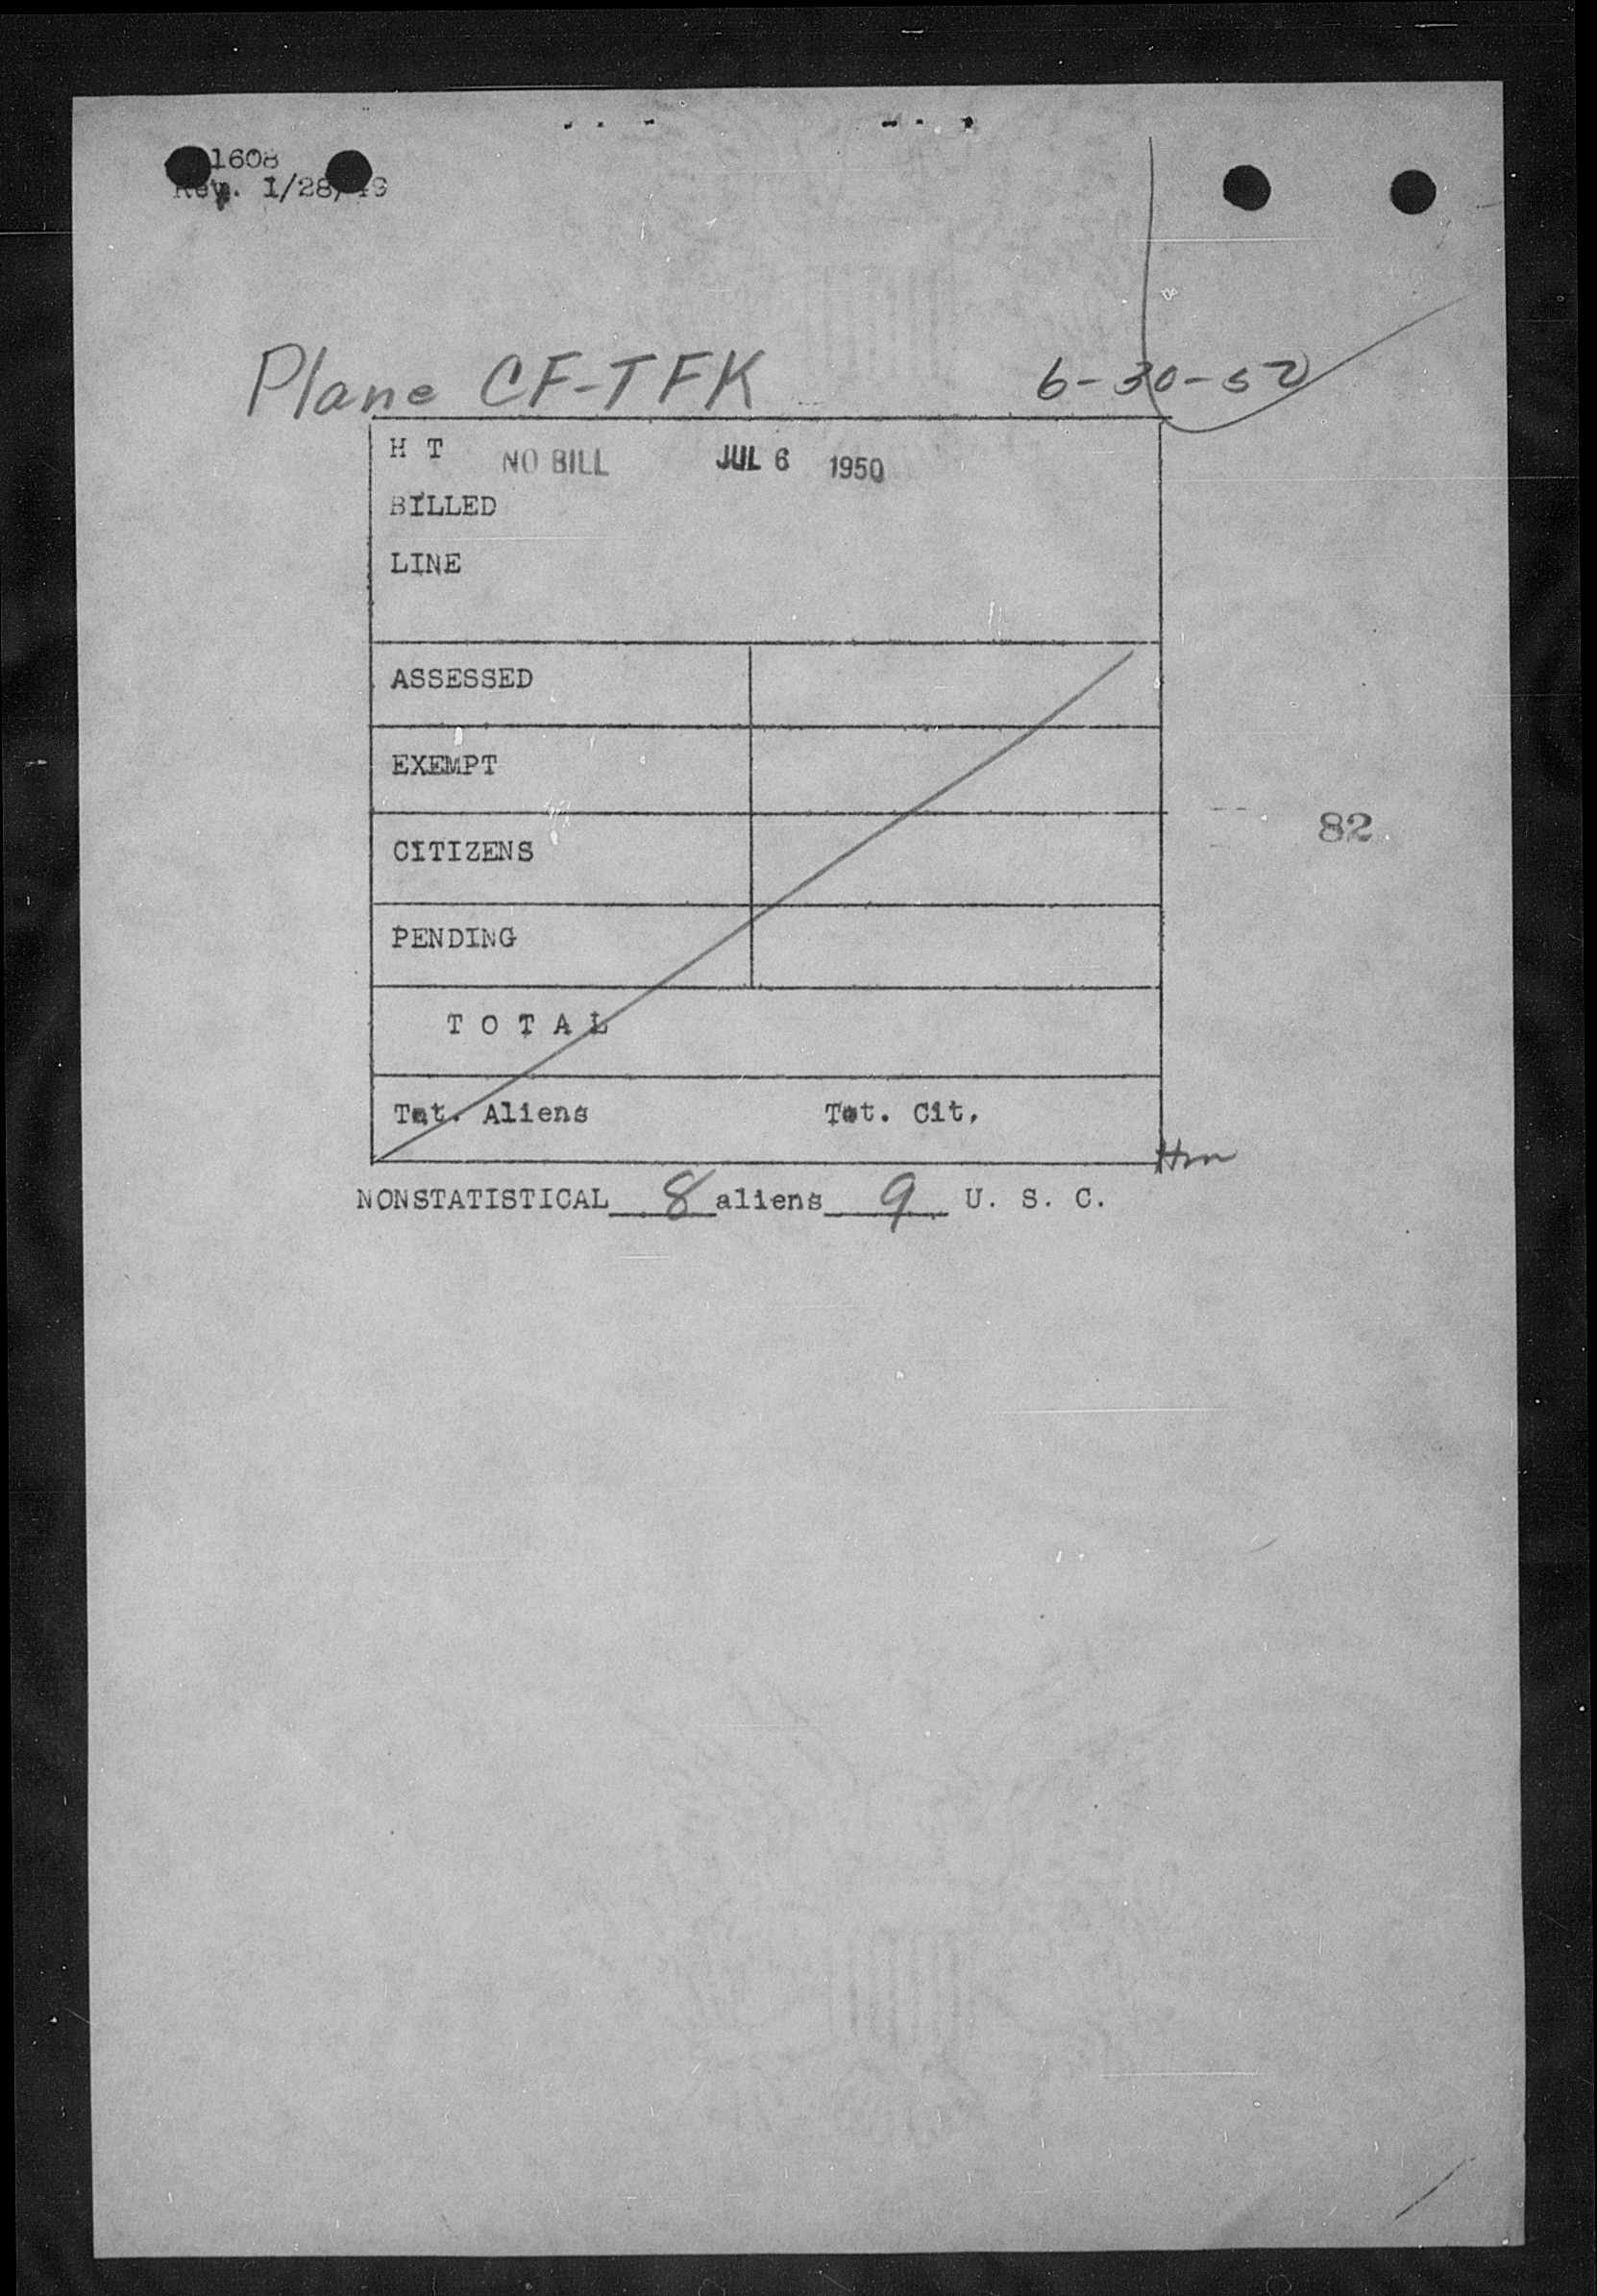 1608
Rev. 1/28/49
Plane CF-TFK 6-30-50
H T NO BILL JUL 6 1950
BILLED
LINE
ASSESSED
EXEMPT
CITIZENS
82
PENDING
T O T A L
Tot. Aliens Tot. Cit.
NONSTATISTICAL 8 aliens 9 U. S. C.